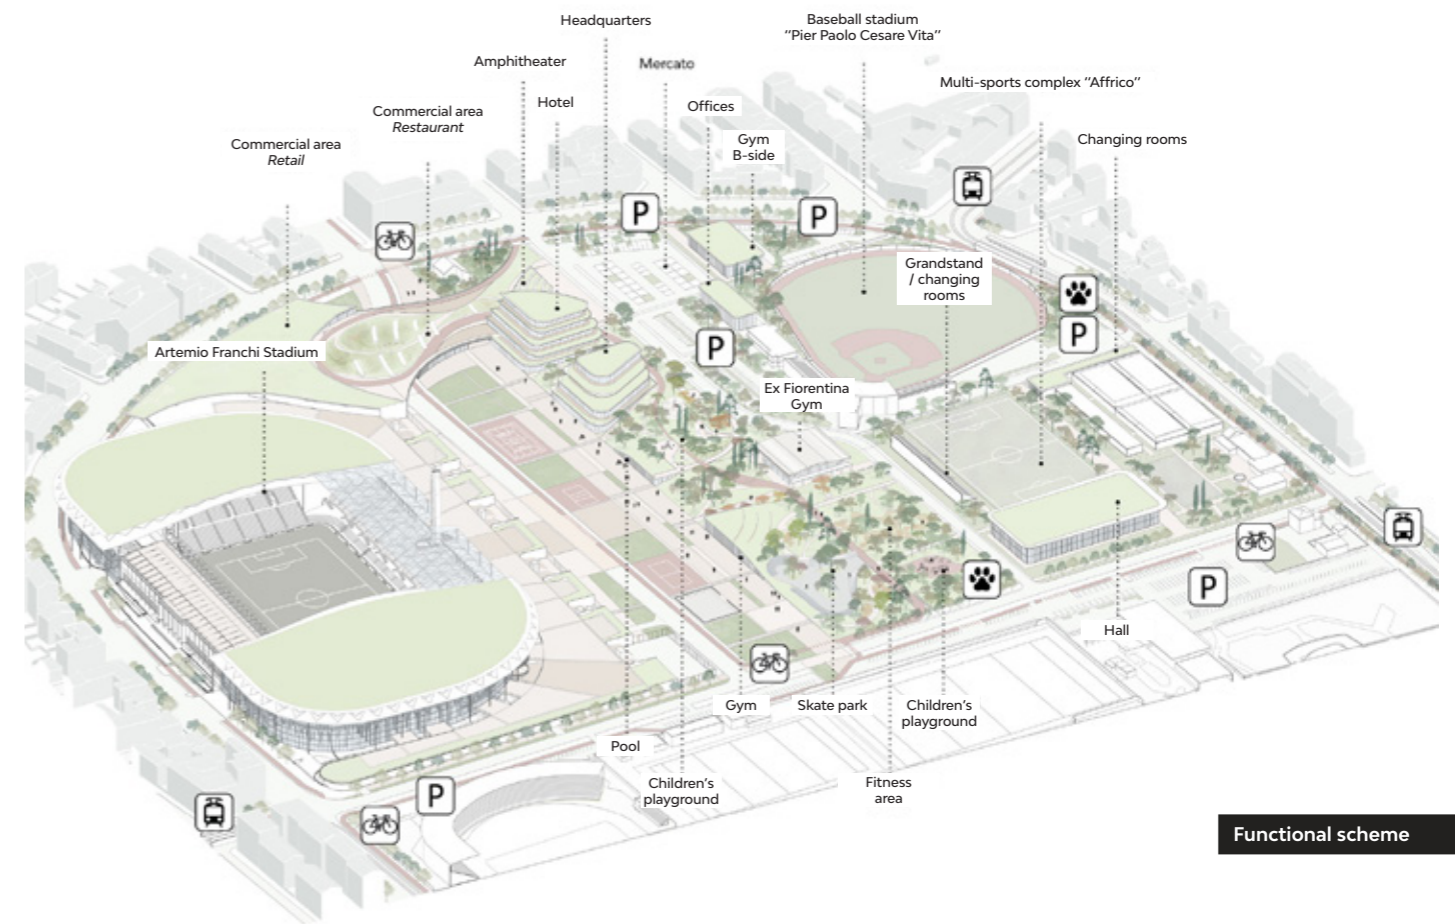 Headquarters
Baseball stadium
“Pier Paolo Cesare Vita”
Amphitheater
Mercato
Multi-sports complex “Affrico”
Hotel
Commercial area
Restaurant
Offices
Commercial area
Retail
Gym
B-side
Changing rooms
P
P
Grandstand
/ changing
rooms
P
P
Artemio Franchi Stadium
Ex Fiorentina
Gym
P
Hall
Gym
Skate park
Children’s
playground
Pool
Children’s
playground
Fitness
area
P
Functional scheme